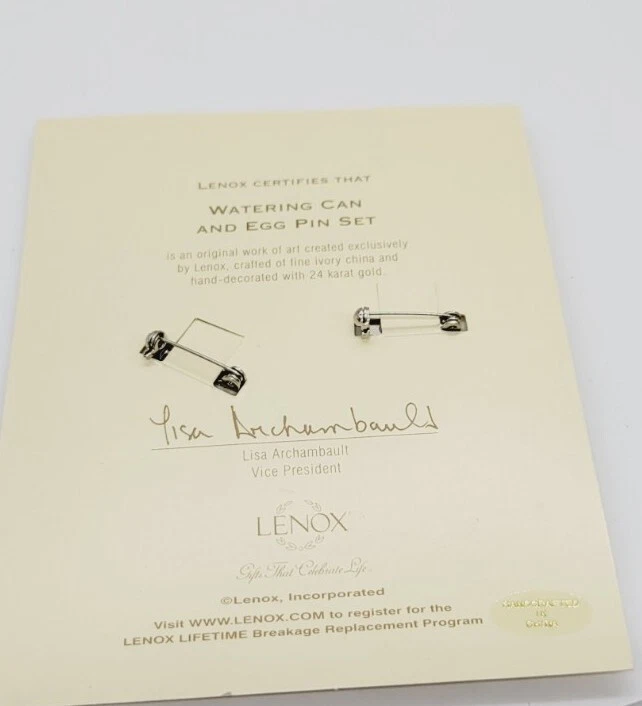 LENOX CERTIFIES THAT
WATERING CAN
AND EGG PIN SET
is an original work of art created exclusively
by Lenox, crafted of fine ivory china and
hand-decorated with 24 karat gold.
Lisa Archambault
Lisa Archambault
Vice President
LENOX
Gifts That Celebrate Life
©Lenox, Incorporated
Visit WWW.LENOX.COM to register for the
LENOX LIFETIME Breakage Replacement Program
HANDCRAFTED
IN
CHINA